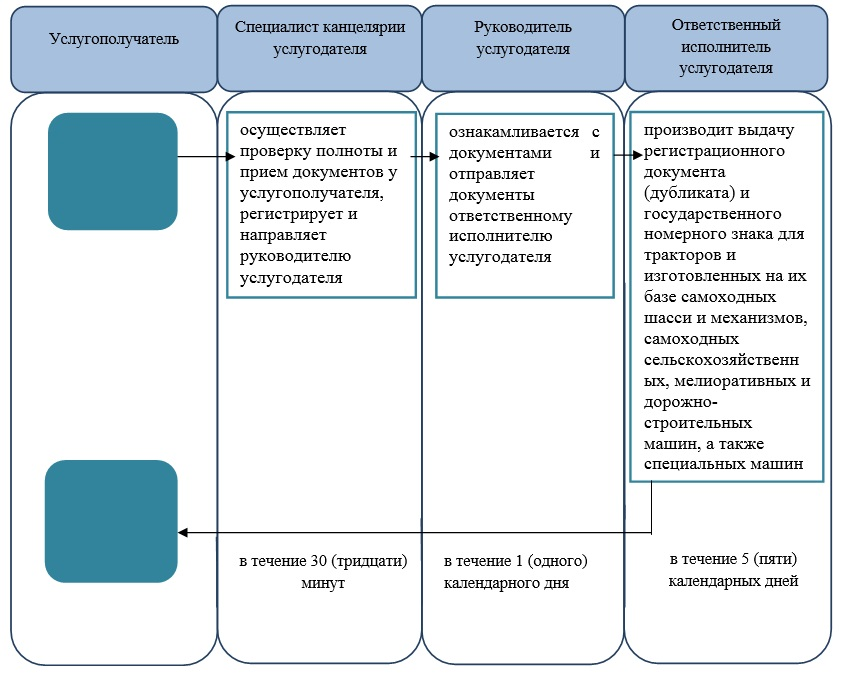 Услугополучатель
Специалист канцелярии
услугодателя
Руководитель
услугодателя
Ответственный
исполнитель
услугодателя
осуществляет
проверку полноты и
прием документов у
услугополучателя,
регистрирует и
направляет
руководителю
услугодателя
ознакамливается с
документами и
отправляет
документы
ответственному
исполнителю
услугодателя
производит выдачу
регистрационного
документа
(дубликата) и
государственного
номерного знака для
тракторов и
изготовленных на их
базе самоходных
шасси и механизмов,
самоходных
сельскохозяйственн
ых, мелиоративных и
дорожно-
строительных
машин, а также
специальных машин
в течение 30 (тридцати)
минут
в течение 1 (одного)
календарного дня
в течение 5 (пяти)
календарных дней